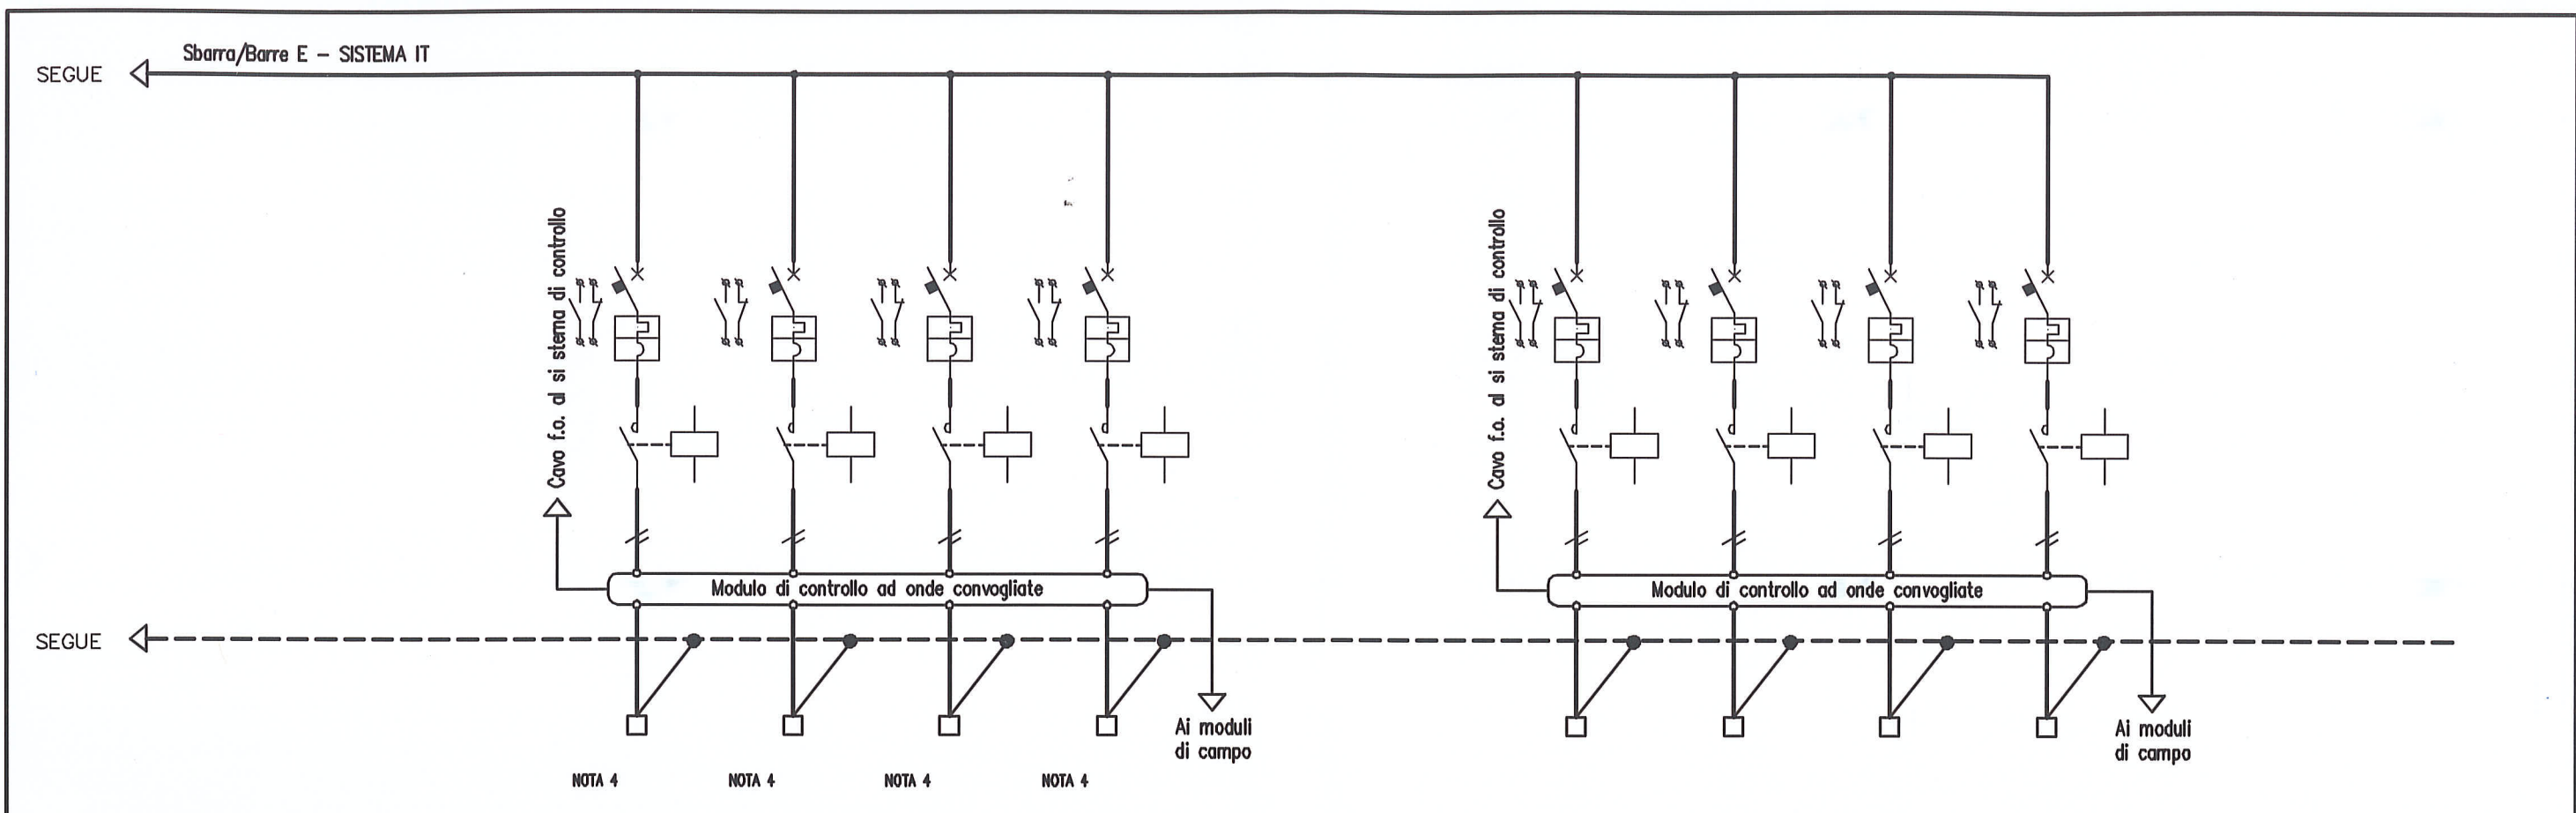 Sbarra/Barre E – SISTEMA IT
SEGUE
Cavo f.o. al si stema di controllo
Cavo f.o. al si stema di controllo
Modulo di controllo ad onde convogliate
Modulo di controllo ad onde convogliate
SEGUE
Ai moduli
di campo
Ai moduli
di campo
NOTA 4
NOTA 4
NOTA 4
NOTA 4